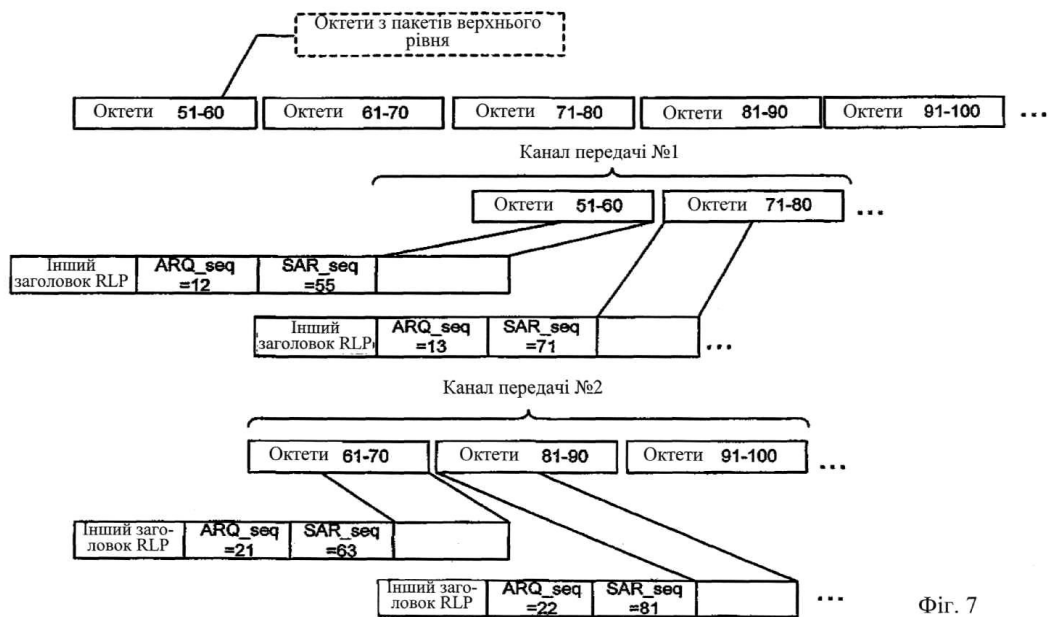 Октети з пакетів верхнього
рівня
Октети 51-60
Октети 61-70
Октети 71-80
Октети 81-90
Октети 91-100
...
Канал передачі №1
Октети 51-60
Октети 71-80
...
Інший
заголовок RLP
ARQ_seq
=12
SAR_seq
=55
Інший
заголовок RLP
ARQ_seq
=13
SAR_seq
=71
...
Канал передачі №2
Октети 61-70
Октети 81-90
Октети 91-100
...
Інший заго-
ловок RLP
ARQ_seq
=21
SAR_seq
=63
Інший заго-
ловок RLP
ARQ_seq
=22
SAR_seq
=81
...
Фіг. 7